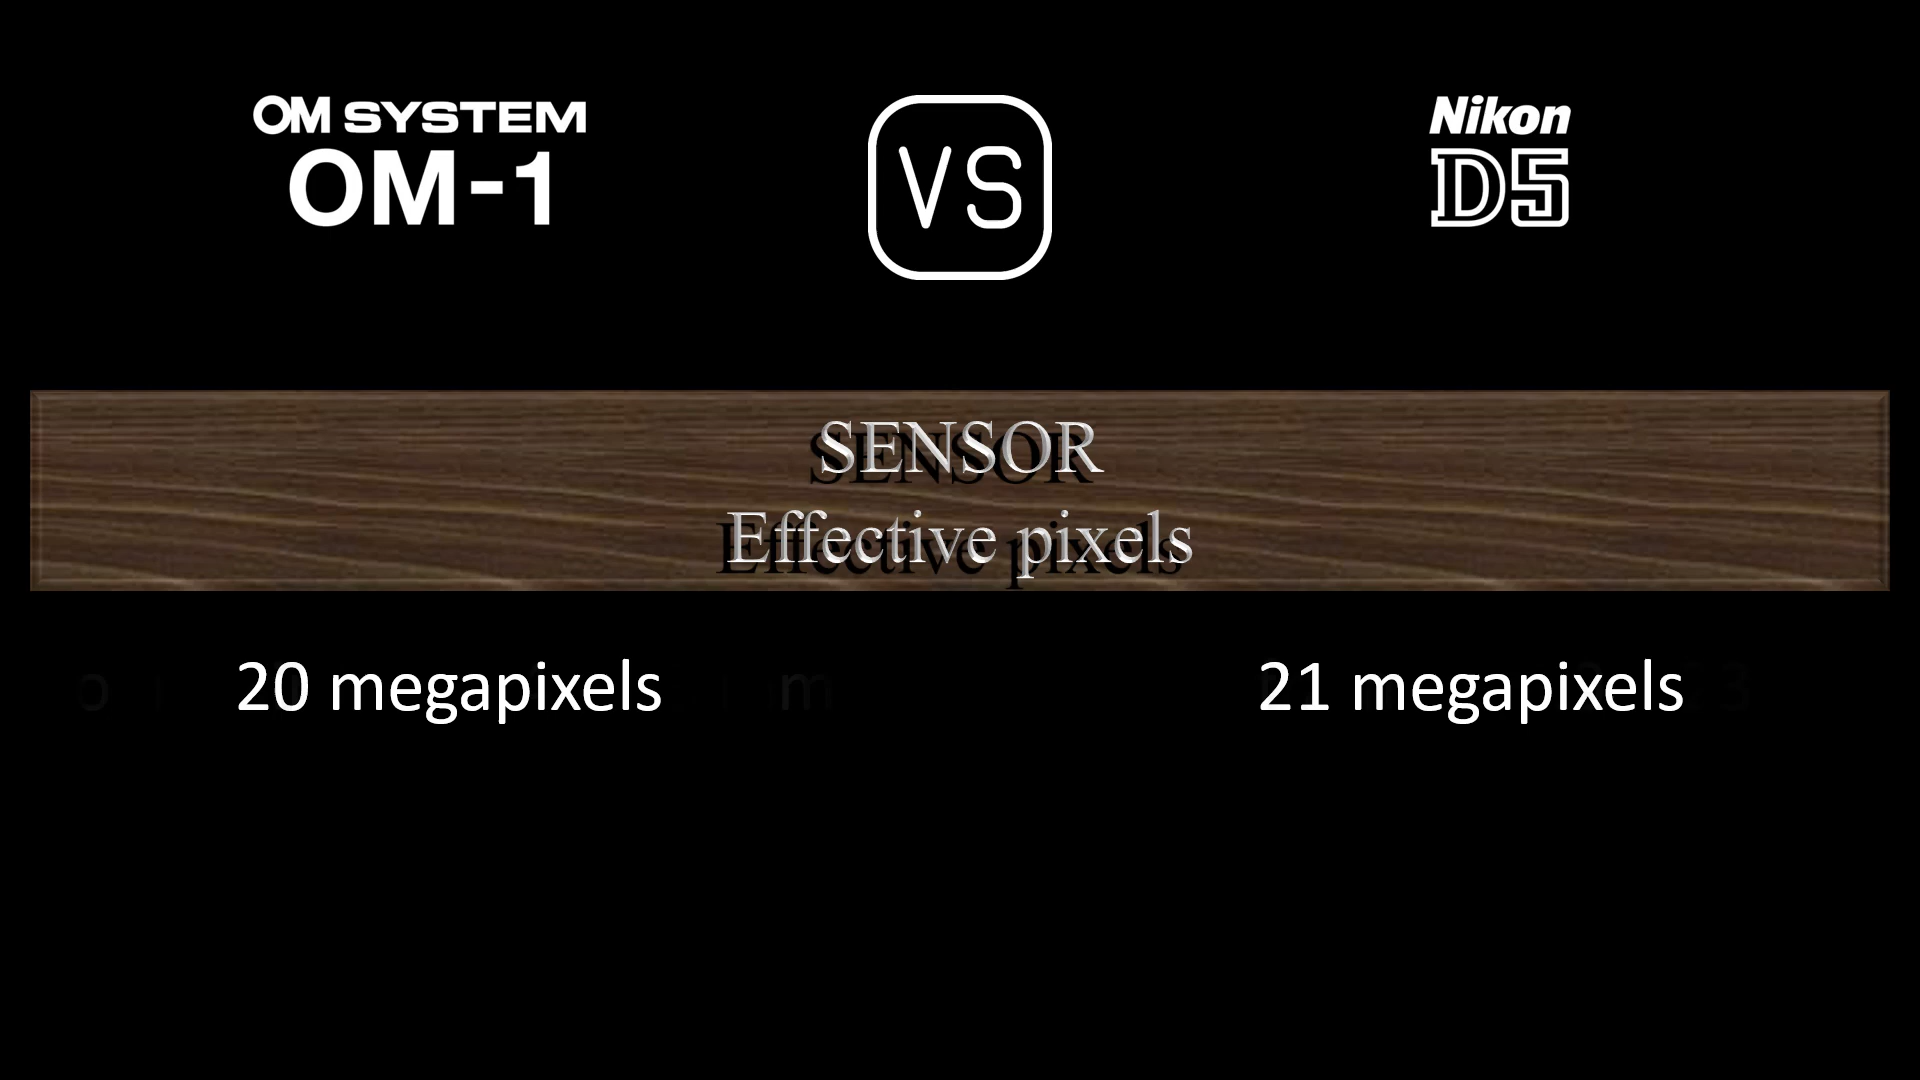 OM SYSTEM
OM-1
VS
Nikon
D5
SENSOR
Effective pixels
20 megapixels
21 megapixels